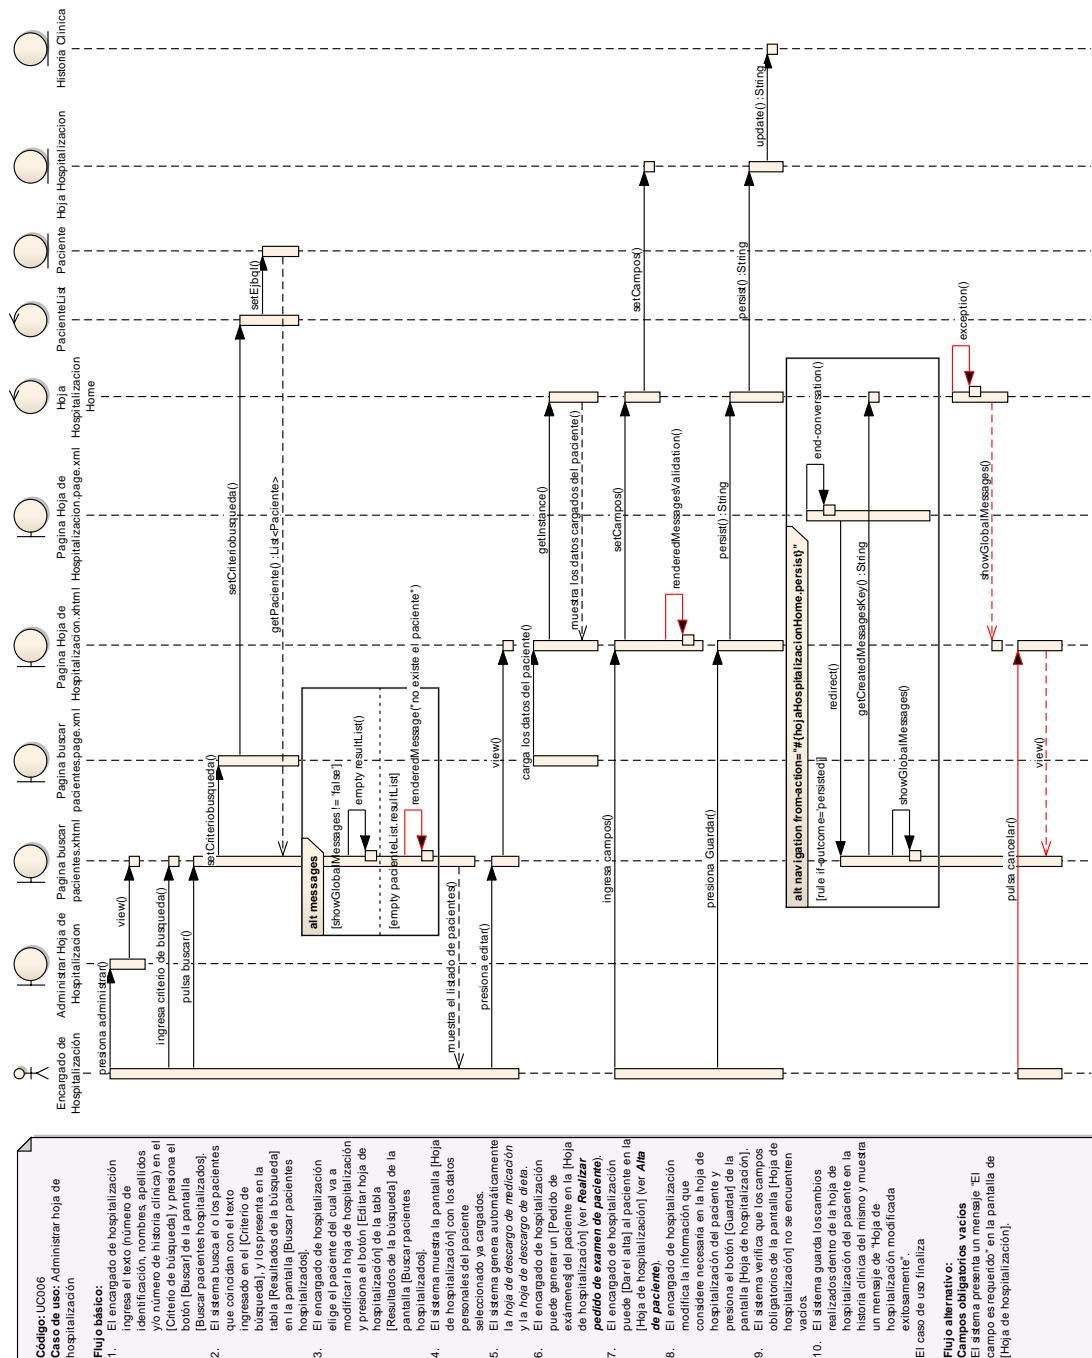 Código: UC006
Caso de uso: Administrar hoja de
hospitalización
Flujo básico:
1. El encargado de hospitalización
ingresa el texto (número de
identificación, nombres, apellidos
y/o número de historia clínica) en el
[Criterio de búsqueda] y presiona el
botón [Buscar] de la pantalla
[Buscar pacientes hospitalizados].
2. El sistema busca el o los pacientes
que coincidan con el texto
ingresado en el [Criterio de
búsqueda], y los presenta en la
tabla [Resultados de la búsqueda]
en la pantalla [Buscar pacientes
hospitalizados].
3. El encargado de hospitalización
elige el paciente del cual va a
modificar la hoja de hospitalización
y presiona el botón [Editar hoja de
hospitalización] de la tabla
[Resultados de la búsqueda] de la
pantalla [Buscar pacientes
hospitalizados].
4. El sistema muestra la pantalla [Hoja
de hospitalización] con los datos
personales del paciente
seleccionado ya cargados.
5. El sistema genera automáticamente
la hoja de descargo de medicación
y la hoja de descargo de dieta.
6. El encargado de hospitalización
puede generar un [Pedido de
exámenes] del paciente en la [Hoja
de hospitalización] (ver Realizar
pedido de examen de paciente).
7. El encargado de hospitalización
puede [Dar el alta] al paciente en la
[Hoja de hospitalización] (ver Alta
de paciente).
8. El encargado de hospitalización
modifica la información que
considere necesaria en la hoja de
hospitalización del paciente y
presiona el botón [Guardar] de la
pantalla [Hoja de hospitalización].
9. El sistema verifica que los campos
obligatorios de la pantalla [Hoja de
hospitalización] no se encuentren
vacíos.
10. El sistema guarda los cambios
realizados dentro de la hoja de
hospitalización del paciente en la
historia clínica del mismo y muestra
un mensaje de "Hoja de
hospitalización modificada
exitosamente".
El caso de uso finaliza
Flujo alternativo:
Campos obligatorios vacíos
El sistema presenta un mensaje "El
campo es requerido" en la pantalla de
[Hoja de hospitalización].
Encargado de
Hospitalización
Administrar Hoja de
Hospitalizacion
Pagina buscar
pacientes.xhtml
Pagina buscar
pacientes.page.xml
Pagina Hoja de
Hospitalizacion.xhtml
Pagina Hoja de
Hospitalizacion.page.xml
Hoja
Hospitalizacion
Home
PacienteList
Paciente
Hoja Hospitalizacion
Historia Clinica
presiona administrar()
view()
ingresa criterio de busqueda()
pulsa buscar()
setCriteriobusqueda()
setCriteriobusqueda()
setEjbql()
getPaciente() :List<Paciente>
alt messages
[showGlobalMessages != 'false']
empty resultList()
[empty pacienteList.resultList]
renderedMessage("no existe el paciente")
muestra el listado de pacientes()
presiona editar()
view()
carga los datos del paciente()
getInstance()
muestra los datos cargados del paciente()
ingresa campos()
setCampos()
setCampos()
renderedMessagesValidation()
presiona Guardar()
persist() :String
persist() :String
update() :String
alt navigation from-action="#{hojaHospitalizacionHome.persist}"
[rule if-outcome='persisted']
end-conversation()
redirect()
getCreatedMessagesKey() :String
showGlobalMessages()
exception()
showGlobalMessages()
pulsa cancelar()
view()